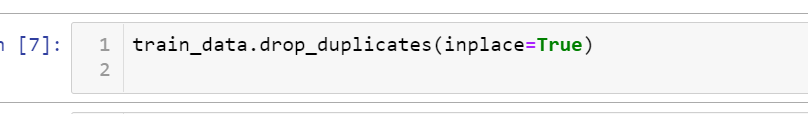 n [7]:
1 train_data.drop_duplicates(inplace=True)
2